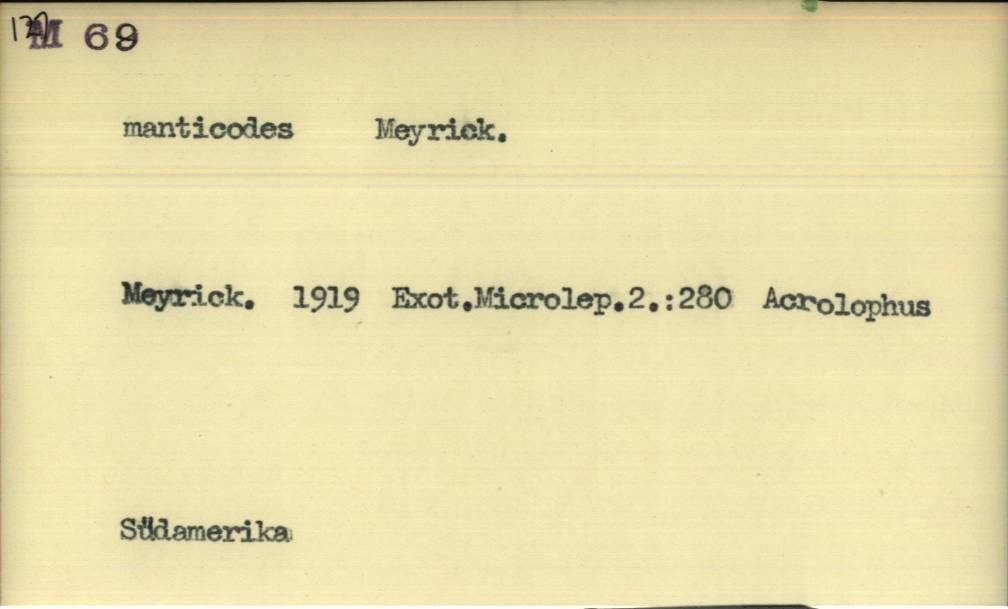 M 69
manticodes Meyrick.
Meyrick. 1919 Exot.Microlep.2.:280 Acrolophus
Südamerika